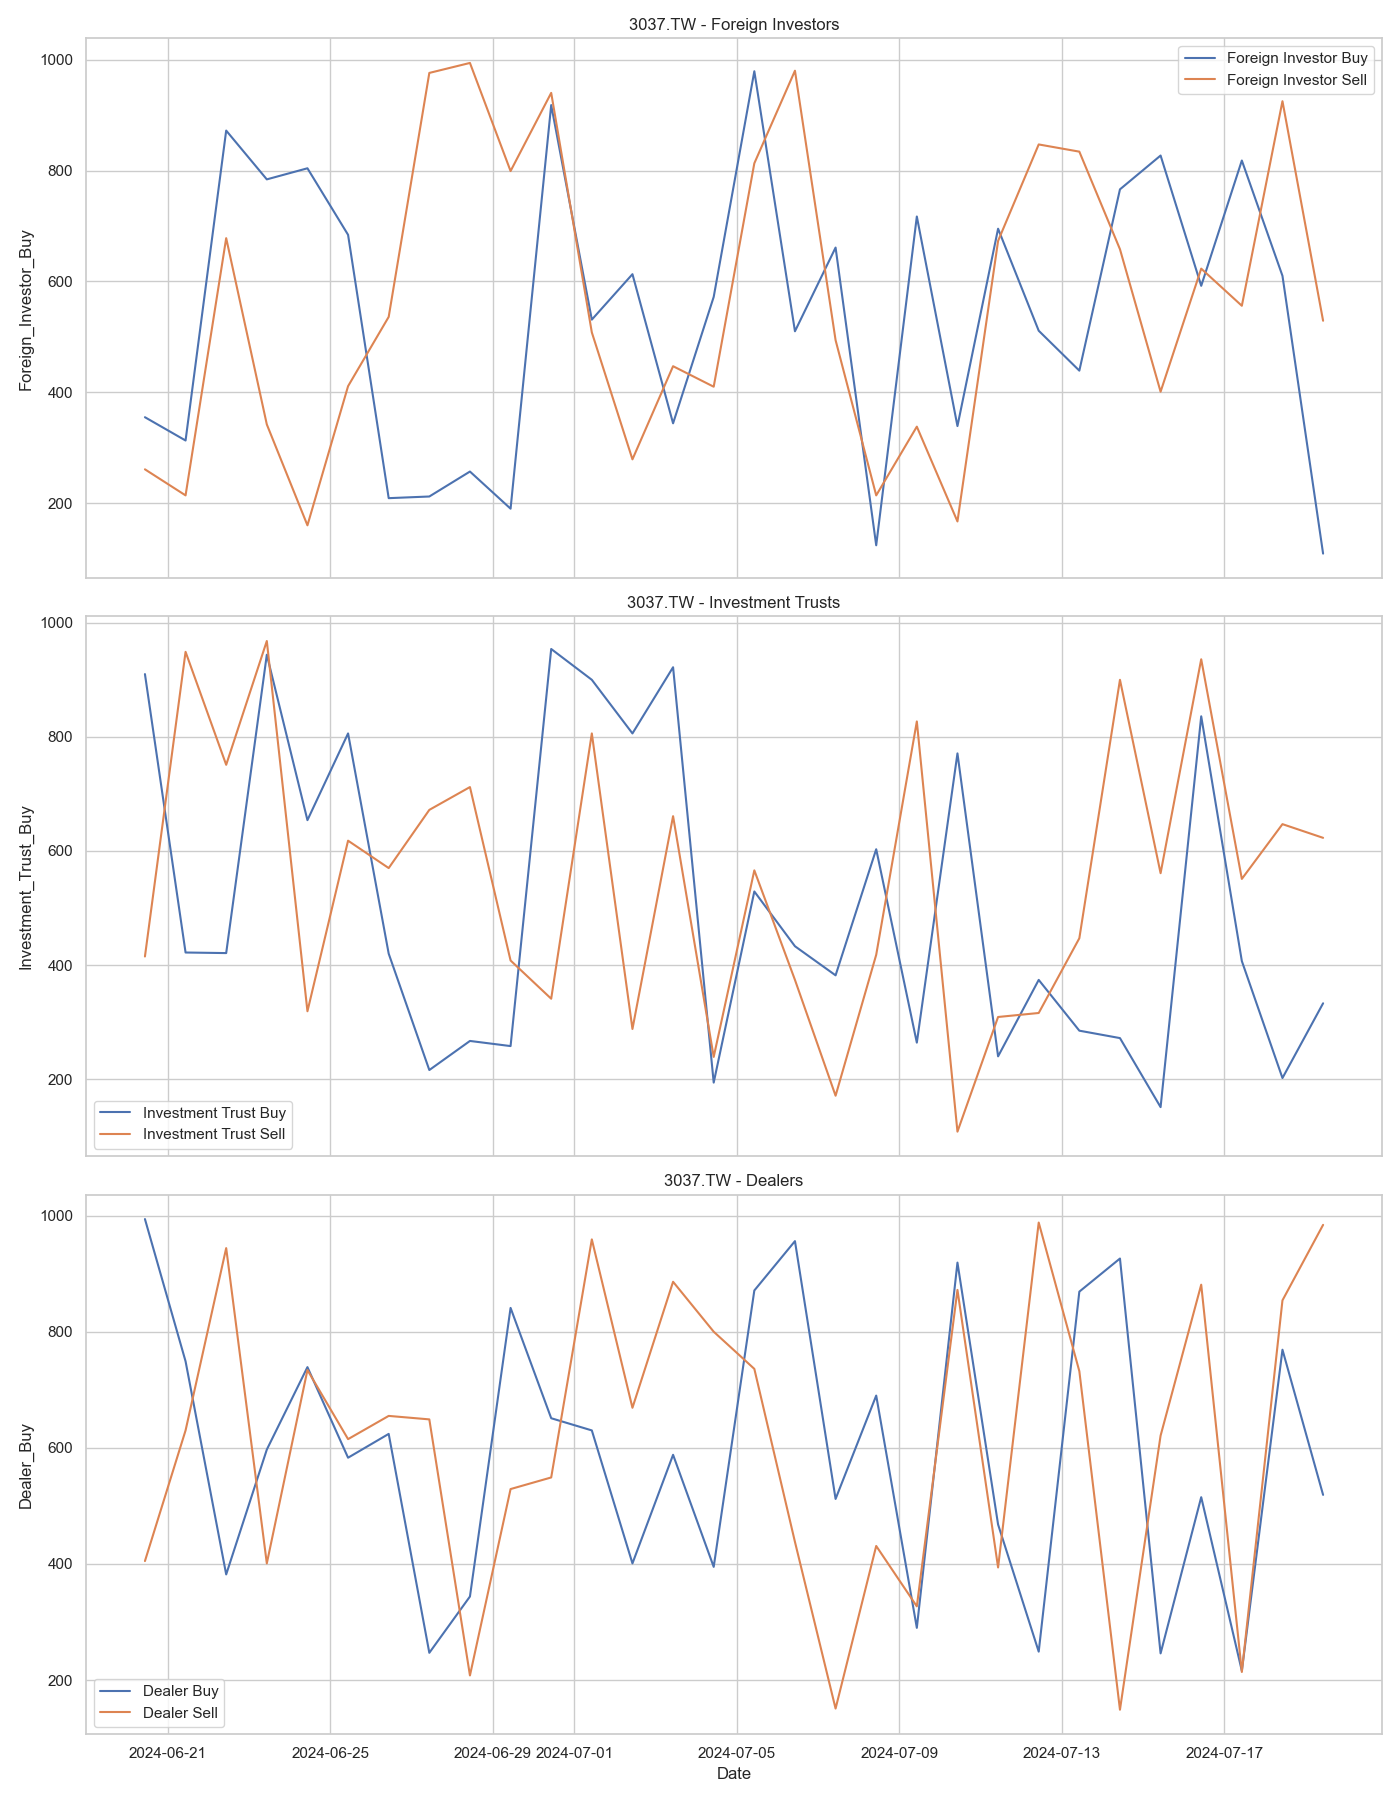 3037.TW - Foreign Investors
1000
800
600
400
200
Foreign_Investor_Buy
Foreign Investor Buy
Foreign Investor Sell
3037.TW - Investment Trusts
1000
800
600
400
200
Investment_Trust_Buy
Investment Trust Buy
Investment Trust Sell
3037.TW - Dealers
1000
800
600
400
200
Dealer_Buy
Dealer Buy
Dealer Sell
2024-06-21 2024-06-25 2024-06-29 2024-07-01 2024-07-05 2024-07-09 2024-07-13 2024-07-17
Date